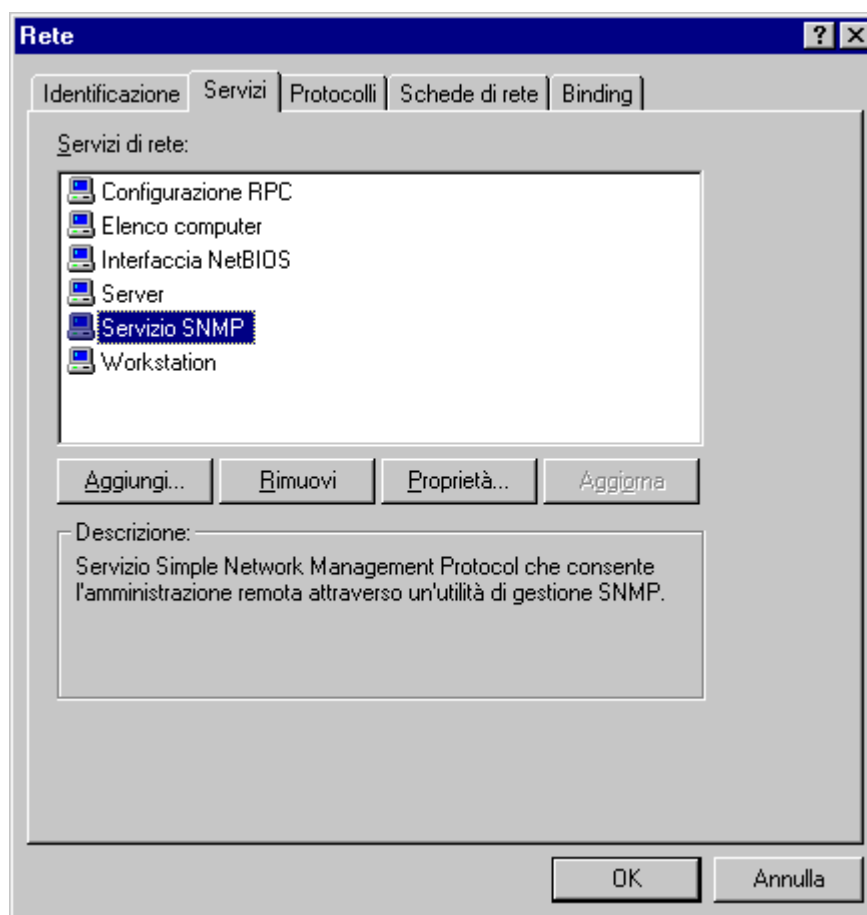 Rete
Identificazione Servizi Protocolli Schede di rete Binding
Servizi di rete:
Configurazione RPC
Elenco computer
Interfaccia NetBIOS
Server
Servizio SNMP
Workstation
Aggiungi... Rimuovi Proprietà... Aggiorna
Descrizione:
Servizio Simple Network Management Protocol che consente
l'amministrazione remota attraverso un'utilità di gestione SNMP.
OK Annulla